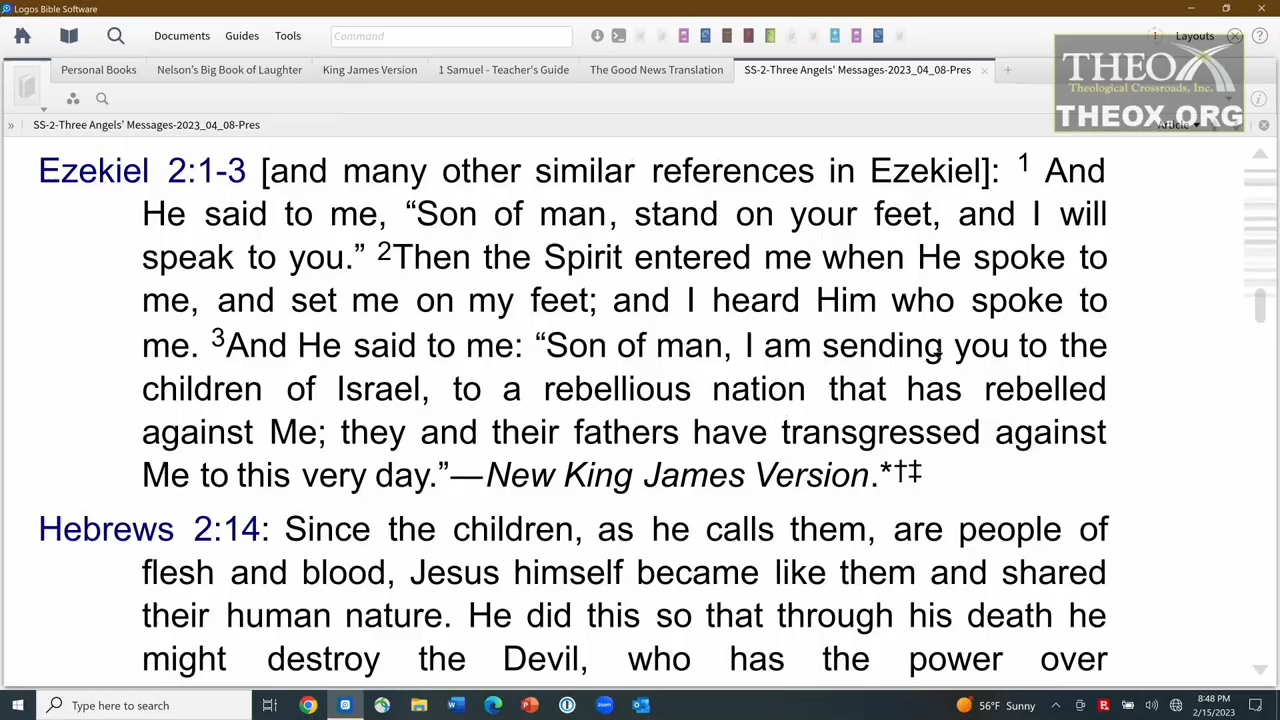 Logos Bible Software
Documents Guides Tools Command Layouts
THEOX
Theological Crossroads, Inc.
THEOX.ORG
Personal Books Nelson's Big Book of Laughter King James Version 1 Samuel - Teacher's Guide The Good News Translation SS-2-Three Angels' Messages-2023_04_08-Pres
SS-2-Three Angels' Messages-2023_04_08-Pres Article
Ezekiel 2:1-3 [and many other similar references in Ezekiel]: 1 And
He said to me, “Son of man, stand on your feet, and I will
speak to you.” 2Then the Spirit entered me when He spoke to
me, and set me on my feet; and I heard Him who spoke to
me. 3And He said to me: “Son of man, I am sending you to the
children of Israel, to a rebellious nation that has rebelled
against Me; they and their fathers have transgressed against
Me to this very day.”—New King James Version.*†‡
Hebrews 2:14: Since the children, as he calls them, are people of
flesh and blood, Jesus himself became like them and shared
their human nature. He did this so that through his death he
might destroy the Devil, who has the power over
Type here to search
56°F Sunny
8:48 PM
2/15/2023